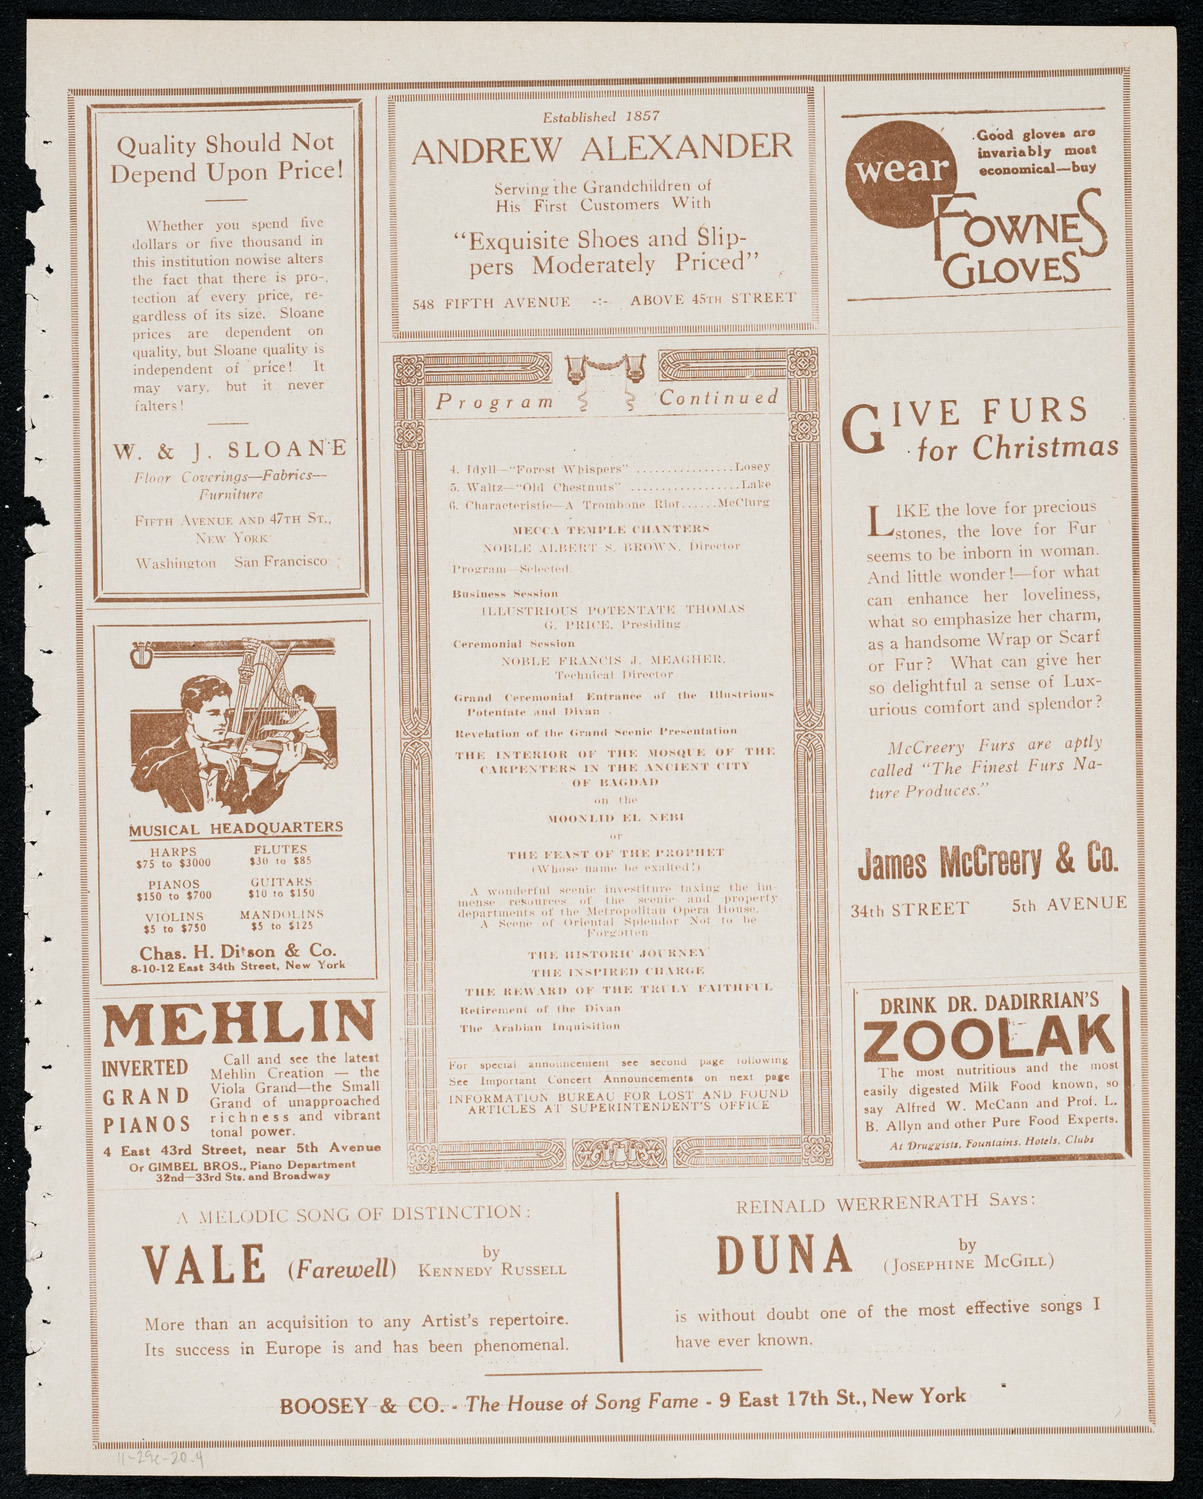 Quality Should Not
Depend Upon Price!
Whether you spend five
dollars or five thousand in
this institution nowise alters
the fact that there is pro-
tection at every price, re-
gardless of its size. Sloane
prices are dependent on
quality, but Sloane quality is
independent of price! It
may vary, but it never
falters!
W. & J. SLOANE
Floor Coverings—Fabrics—
Furniture
FIFTH AVENUE AND 47TH ST.,
NEW YORK
Washington San Francisco
MUSICAL HEADQUARTERS
HARPS FLUTES
$75 to $3000 $30 to $85
PIANOS GUITARS
$150 to $700 $10 to $150
VIOLINS MANDOLINS
$5 to $750 $5 to $125
Chas. H. Ditson & Co.
8-10-12 East 34th Street, New York
MEHLIN
INVERTED
GRAND
PIANOS
Call and see the latest
Mehlin Creation — the
Viola Grand—the Small
Grand of unapproached
richness and vibrant
tonal power.
4 East 43rd Street, near 5th Avenue
Or GIMBEL BROS., Piano Department
32nd—33rd Sts. and Broadway
Established 1857
ANDREW ALEXANDER
Serving the Grandchildren of
His First Customers With
"Exquisite Shoes and Slip-
pers Moderately Priced"
548 FIFTH AVENUE -:- ABOVE 45TH STREET
Program Continued
4. Idyll—"Forest Whispers" ................Losey
5. Waltz—"Old Chestnuts" ..................Lake
6. Characteristic—A Trombone Riot......McClurg
MECCA TEMPLE CHANTERS
NOBLE ALBERT S. BROWN, Director
Program—Selected.
Business Session
ILLUSTRIOUS POTENTATE THOMAS
G. PRICE, Presiding
Ceremonial Session
NOBLE FRANCIS J. MEAGHER,
Technical Director
Grand Ceremonial Entrance of the Illustrious
Potentate and Divan
Revelation of the Grand Scenic Presentation
THE INTERIOR OF THE MOSQUE OF THE
CARPENTERS IN THE ANCIENT CITY
OF BAGDAD
on the
MOONLID EL NEBI
or
THE FEAST OF THE PROPHET
(Whose name be exalted!)
A wonderful scenic investiture taxing the im-
mense resources of the scenic and property
departments of the Metropolitan Opera House.
A Scene of Oriental Splendor Not to be
Forgotten
THE HISTORIC JOURNEY
THE INSPIRED CHARGE
THE REWARD OF THE TRULY FAITHFUL
Retirement of the Divan
The Arabian Inquisition
For special announcement see second page following
See Important Concert Announcements on next page
INFORMATION BUREAU FOR LOST AND FOUND
ARTICLES AT SUPERINTENDENT'S OFFICE
wear
Good gloves are
invariably most
economical—buy
FOWNES
GLOVES
GIVE FURS
for Christmas
LIKE the love for precious
stones, the love for Fur
seems to be inborn in woman.
And little wonder!—for what
can enhance her loveliness,
what so emphasize her charm,
as a handsome Wrap or Scarf
or Fur? What can give her
so delightful a sense of Lux-
urious comfort and splendor?
McCreery Furs are aptly
called "The Finest Furs Na-
ture Produces."
James McCreery & Co.
34th STREET 5th AVENUE
DRINK DR. DADIRRIAN'S
ZOOLAK
The most nutritious and the most
easily digested Milk Food known, so
say Alfred W. McCann and Prof. L.
B. Allyn and other Pure Food Experts.
At Druggists, Fountains, Hotels, Clubs
A MELODIC SONG OF DISTINCTION:
VALE (Farewell) by KENNEDY RUSSELL
More than an acquisition to any Artist's repertoire.
Its success in Europe is and has been phenomenal.
REINALD WERRENRATH SAYS:
DUNA by (JOSEPHINE McGILL)
is without doubt one of the most effective songs I
have ever known.
BOOSEY & CO. - The House of Song Fame - 9 East 17th St., New York
11-29e-20-4